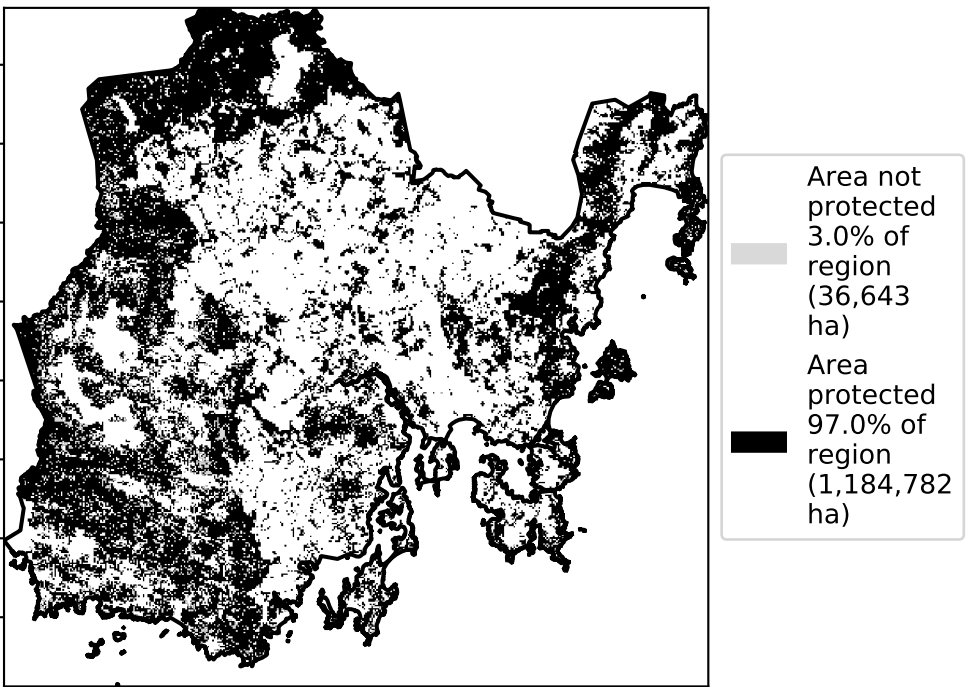 Area not
protected
3.0% of
region
(36,643
ha)
Area
protected
97.0% of
region
(1,184,782
ha)